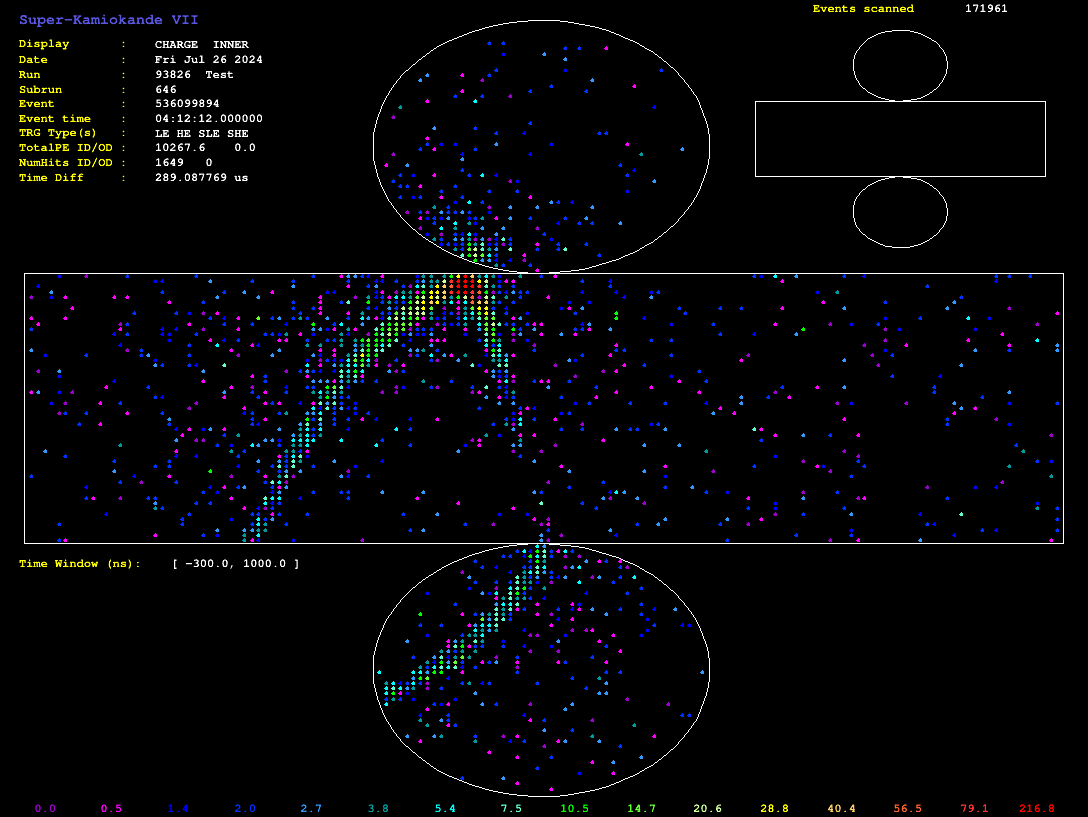 Super-Kamiokande VII
Events scanned 171961
Display : CHARGE INNER
Date : Fri Jul 26 2024
Run : 93826 Test
Subrun : 646
Event : 536099894
Event time : 04:12:12.000000
TRG Type(s) : LE HE SLE SHE
TotalPE ID/OD : 10267.6 0.0
NumHits ID/OD : 1649 0
Time Diff : 289.087769 us
Time Window (ns): [ -300.0, 1000.0 ]
0.0 0.5 1.4 2.0 2.7 3.8 5.4 7.5 10.5 14.7 20.6 28.8 40.4 56.5 79.1 216.8